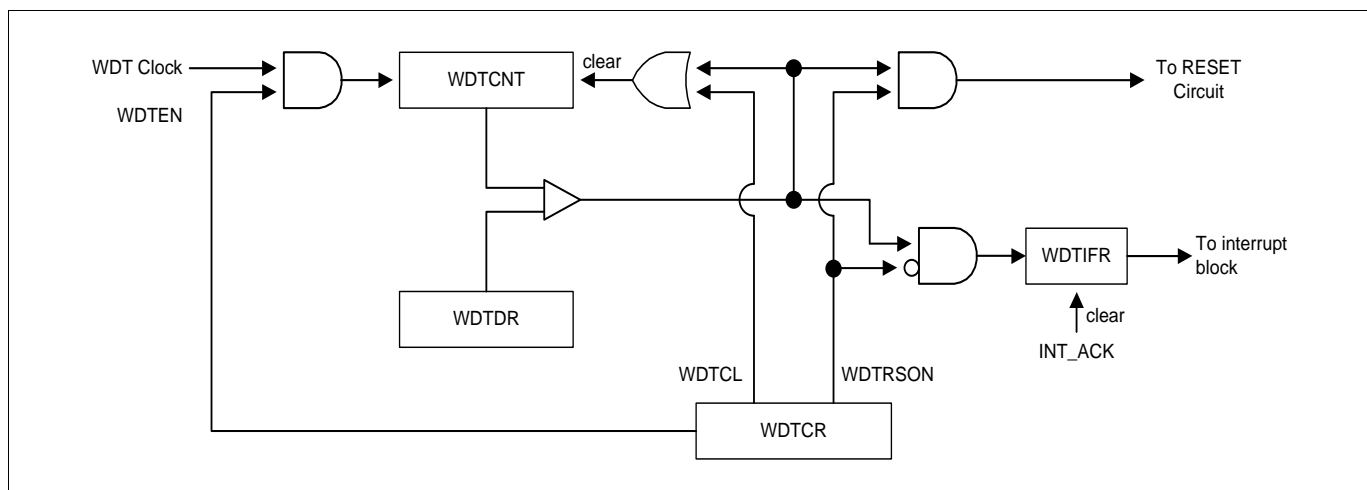 WDT Clock
WDTEN
WDTCNT
clear
To RESET
Circuit
WDTDR
WDTIFR
To interrupt
block
clear
INT_ACK
WDTCL
WDTRSON
WDTCR